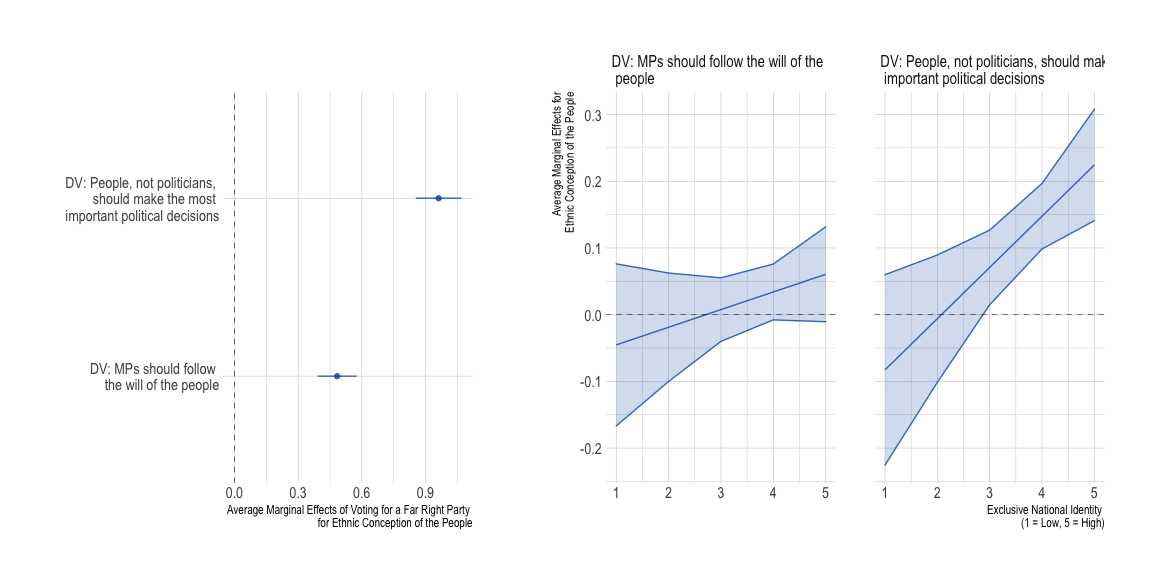 DV: People, not politicians,
should make the most
important political decisions
DV: MPs should follow
the will of the people
0.0 0.3 0.6 0.9
Average Marginal Effects of Voting for a Far Right Party
for Ethnic Conception of the People
DV: MPs should follow the will of the
people
Average Marginal Effects for
Ethnic Conception of the People
0.3
0.2
0.1
0.0
-0.1
-0.2
1 2 3 4 5
DV: People, not politicians, should mak
important political decisions
1 2 3 4 5
Exclusive National Identity
(1 = Low, 5 = High)